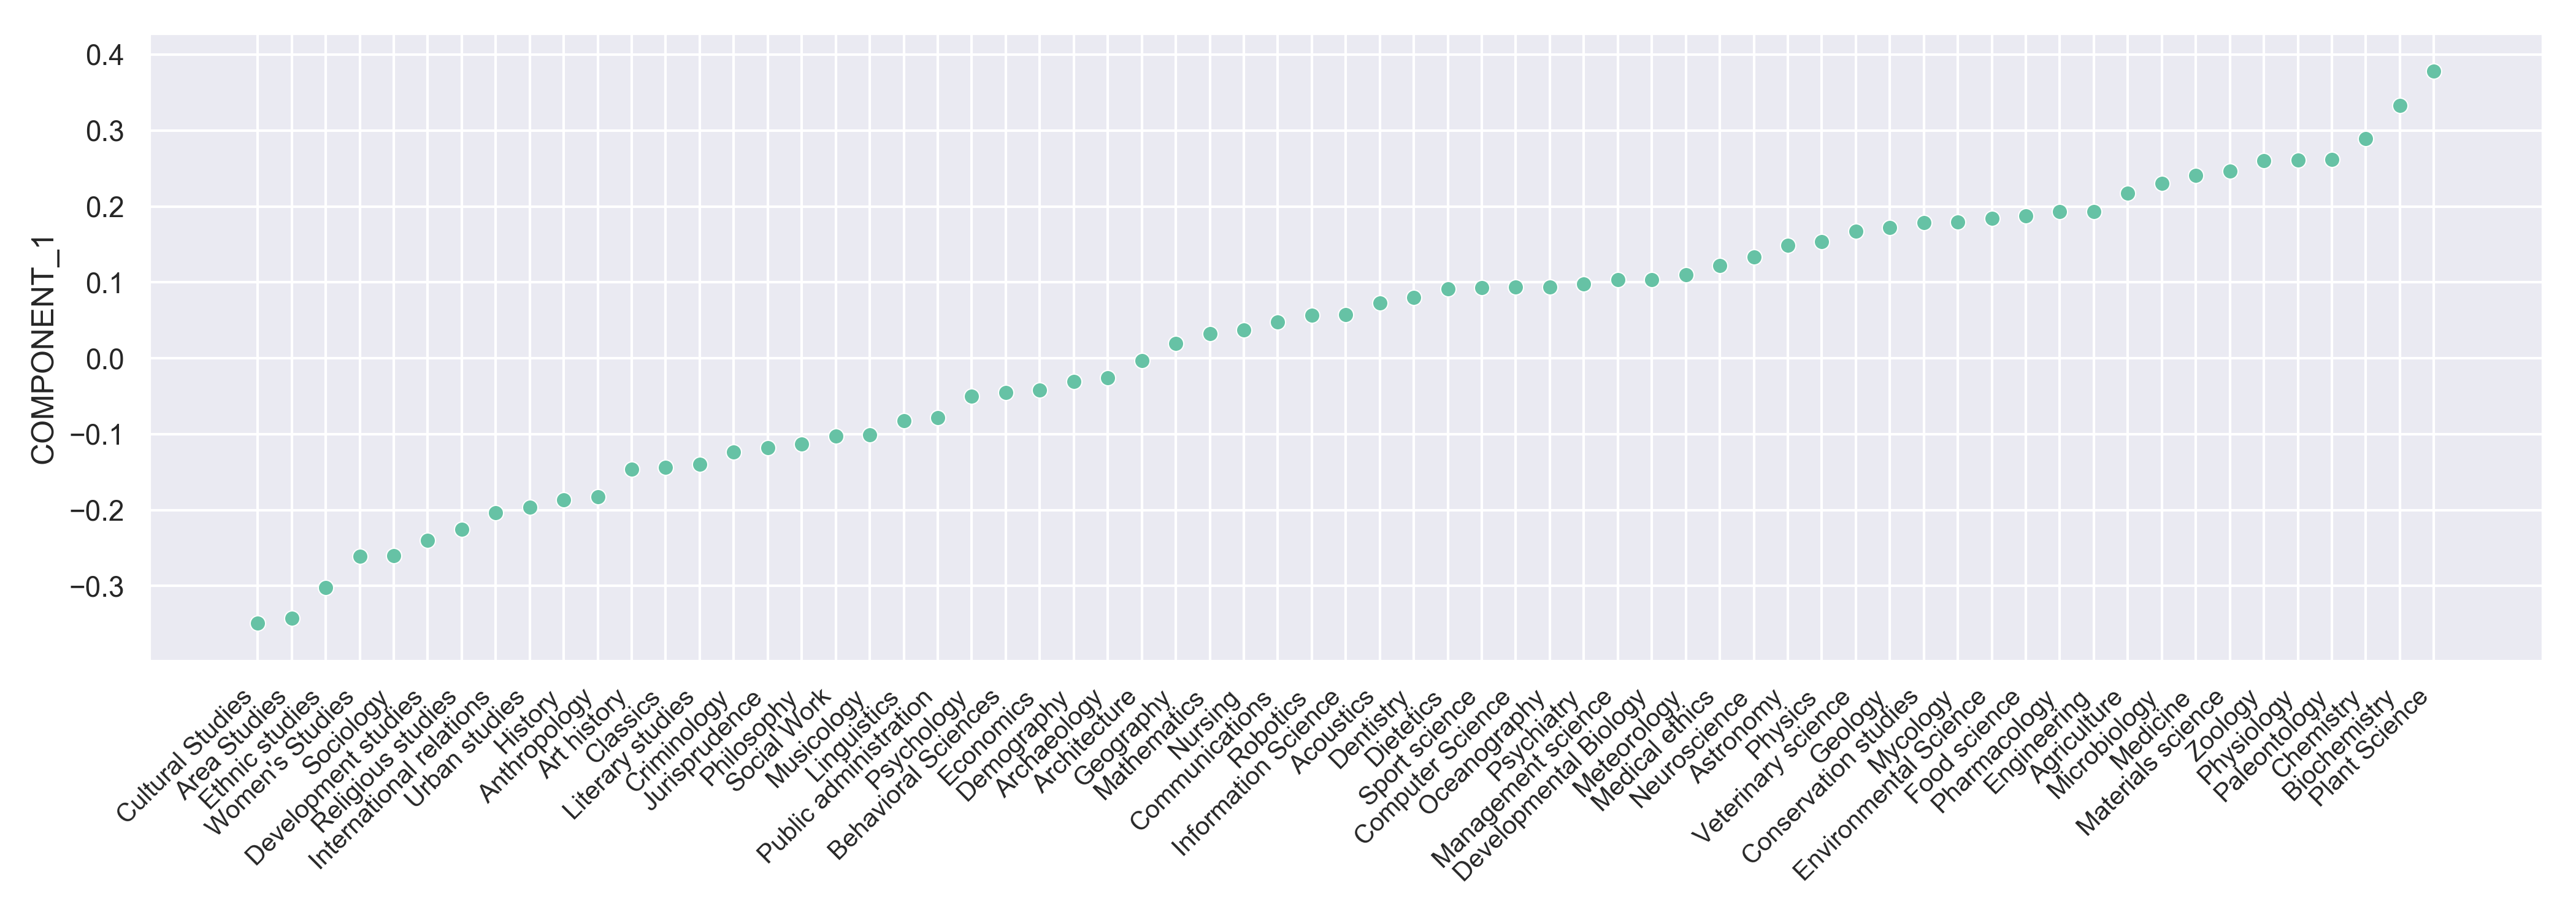 COMPONENT_1
0.4
0.3
0.2
0.1
0.0
−0.1
−0.2
−0.3
Cultural Studies
Area Studies
Ethnic studies
Women's Studies
Sociology
Development studies
Religious studies
International relations
Urban studies
History
Anthropology
Art history
Classics
Literary studies
Criminology
Jurisprudence
Philosophy
Social Work
Musicology
Linguistics
Public administration
Psychology
Behavioral Sciences
Economics
Demography
Archaeology
Architecture
Geography
Mathematics
Nursing
Communications
Robotics
Information Science
Acoustics
Dentistry
Dietetics
Sport science
Computer Science
Oceanography
Psychiatry
Management science
Developmental Biology
Meteorology
Medical ethics
Neuroscience
Astronomy
Physics
Veterinary science
Geology
Conservation studies
Mycology
Environmental Science
Food science
Pharmacology
Engineering
Agriculture
Microbiology
Medicine
Materials science
Zoology
Physiology
Paleontology
Chemistry
Biochemistry
Plant Science